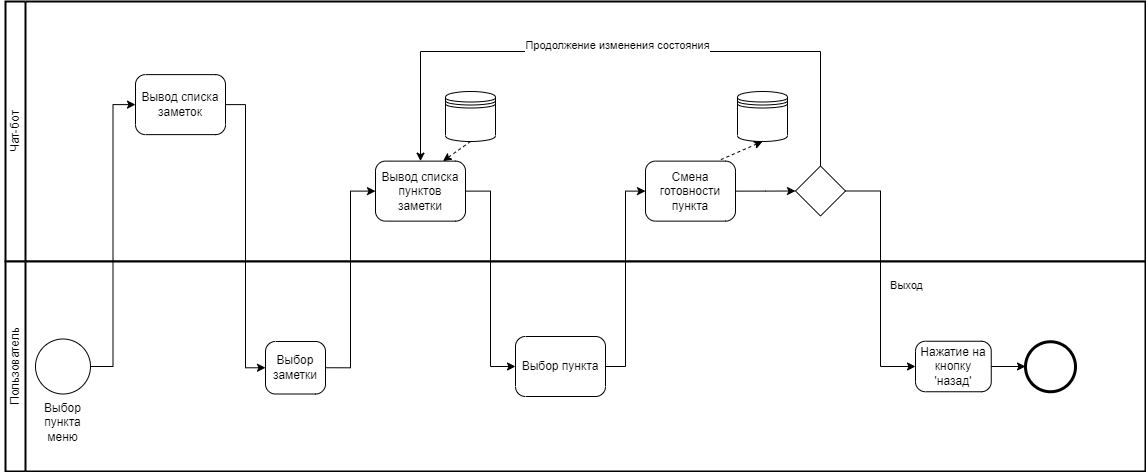 Чат-бот
Продолжение изменения состояния
Вывод списка
заметок
Вывод списка
пунктов
заметки
Смена
готовности
пункта
Пользователь
Выбор
пункта
меню
Выбор
заметки
Выбор пункта
Выход
Нажатие на
кнопку
'назад'